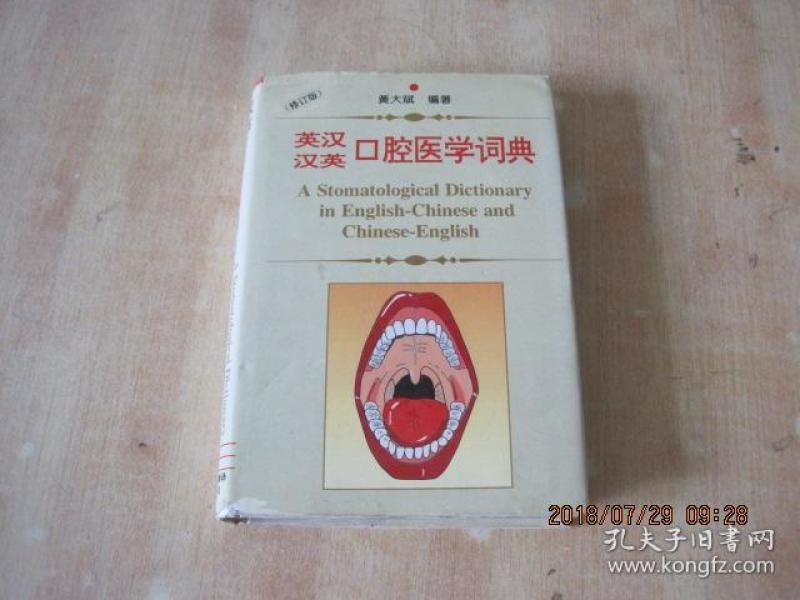 （修订版）
黄大斌 编著
英汉
汉英
口腔医学词典
A Stomatological Dictionary
in English-Chinese and
Chinese-English
2018/07/29 09:28
孔夫子旧書网
www.kongfz.com